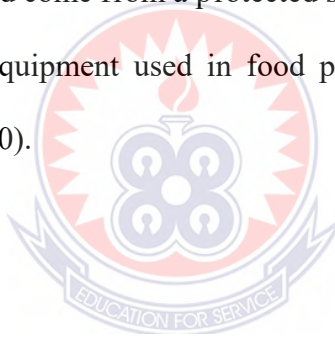 d come from a protected s
quipment used in food p
0).
EDUCATION FOR SERVICE